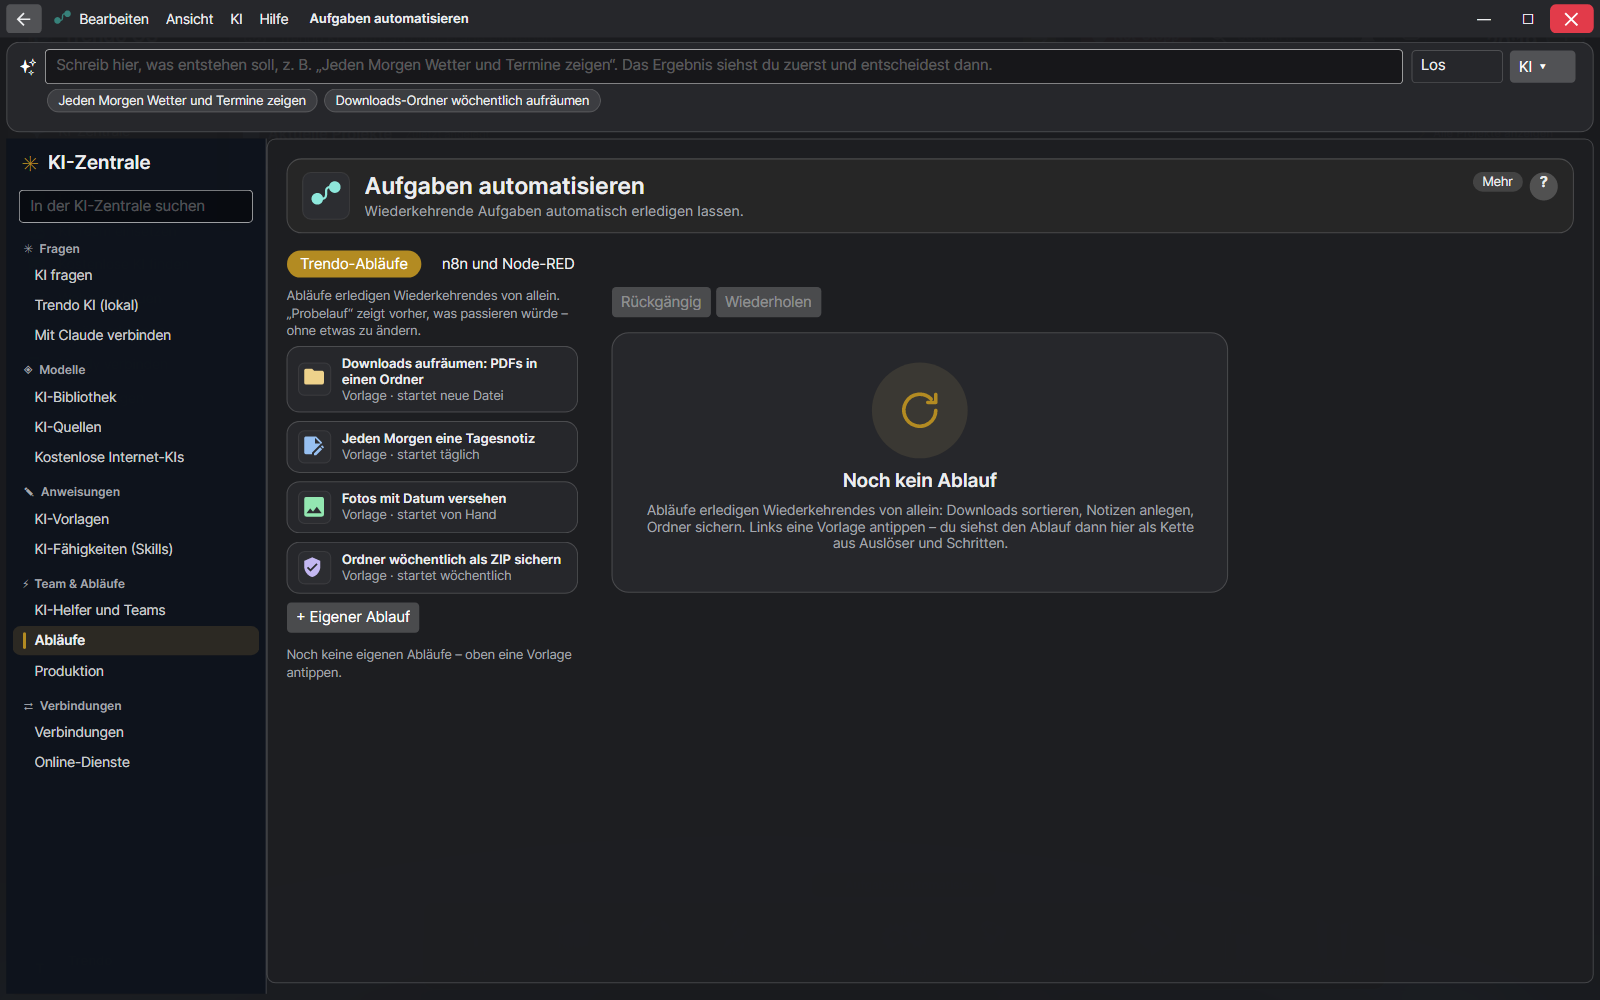 Bearbeiten Ansicht KI Hilfe Aufgaben automatisieren
Schreib hier, was entstehen soll, z. B. „Jeden Morgen Wetter und Termine zeigen“. Das Ergebnis siehst du zuerst und entscheidest dann.
Los
KI ▾
Jeden Morgen Wetter und Termine zeigen
Downloads-Ordner wöchentlich aufräumen
KI-Zentrale
In der KI-Zentrale suchen
Fragen
KI fragen
Trendo KI (lokal)
Mit Claude verbinden
Modelle
KI-Bibliothek
KI-Quellen
Kostenlose Internet-KIs
Anweisungen
KI-Vorlagen
KI-Fähigkeiten (Skills)
Team & Abläufe
KI-Helfer und Teams
Abläufe
Produktion
Verbindungen
Verbindungen
Online-Dienste
Aufgaben automatisieren
Wiederkehrende Aufgaben automatisch erledigen lassen.
Mehr
?
Trendo-Abläufe
n8n und Node-RED
Abläufe erledigen Wiederkehrendes von allein.
„Probelauf“ zeigt vorher, was passieren würde –
ohne etwas zu ändern.
Downloads aufräumen: PDFs in
einen Ordner
Vorlage · startet neue Datei
Jeden Morgen eine Tagesnotiz
Vorlage · startet täglich
Fotos mit Datum versehen
Vorlage · startet von Hand
Ordner wöchentlich als ZIP sichern
Vorlage · startet wöchentlich
+ Eigener Ablauf
Noch keine eigenen Abläufe – oben eine Vorlage
antippen.
Rückgängig
Wiederholen
Noch kein Ablauf
Abläufe erledigen Wiederkehrendes von allein: Downloads sortieren, Notizen anlegen,
Ordner sichern. Links eine Vorlage antippen – du siehst den Ablauf dann hier als Kette
aus Auslöser und Schritten.